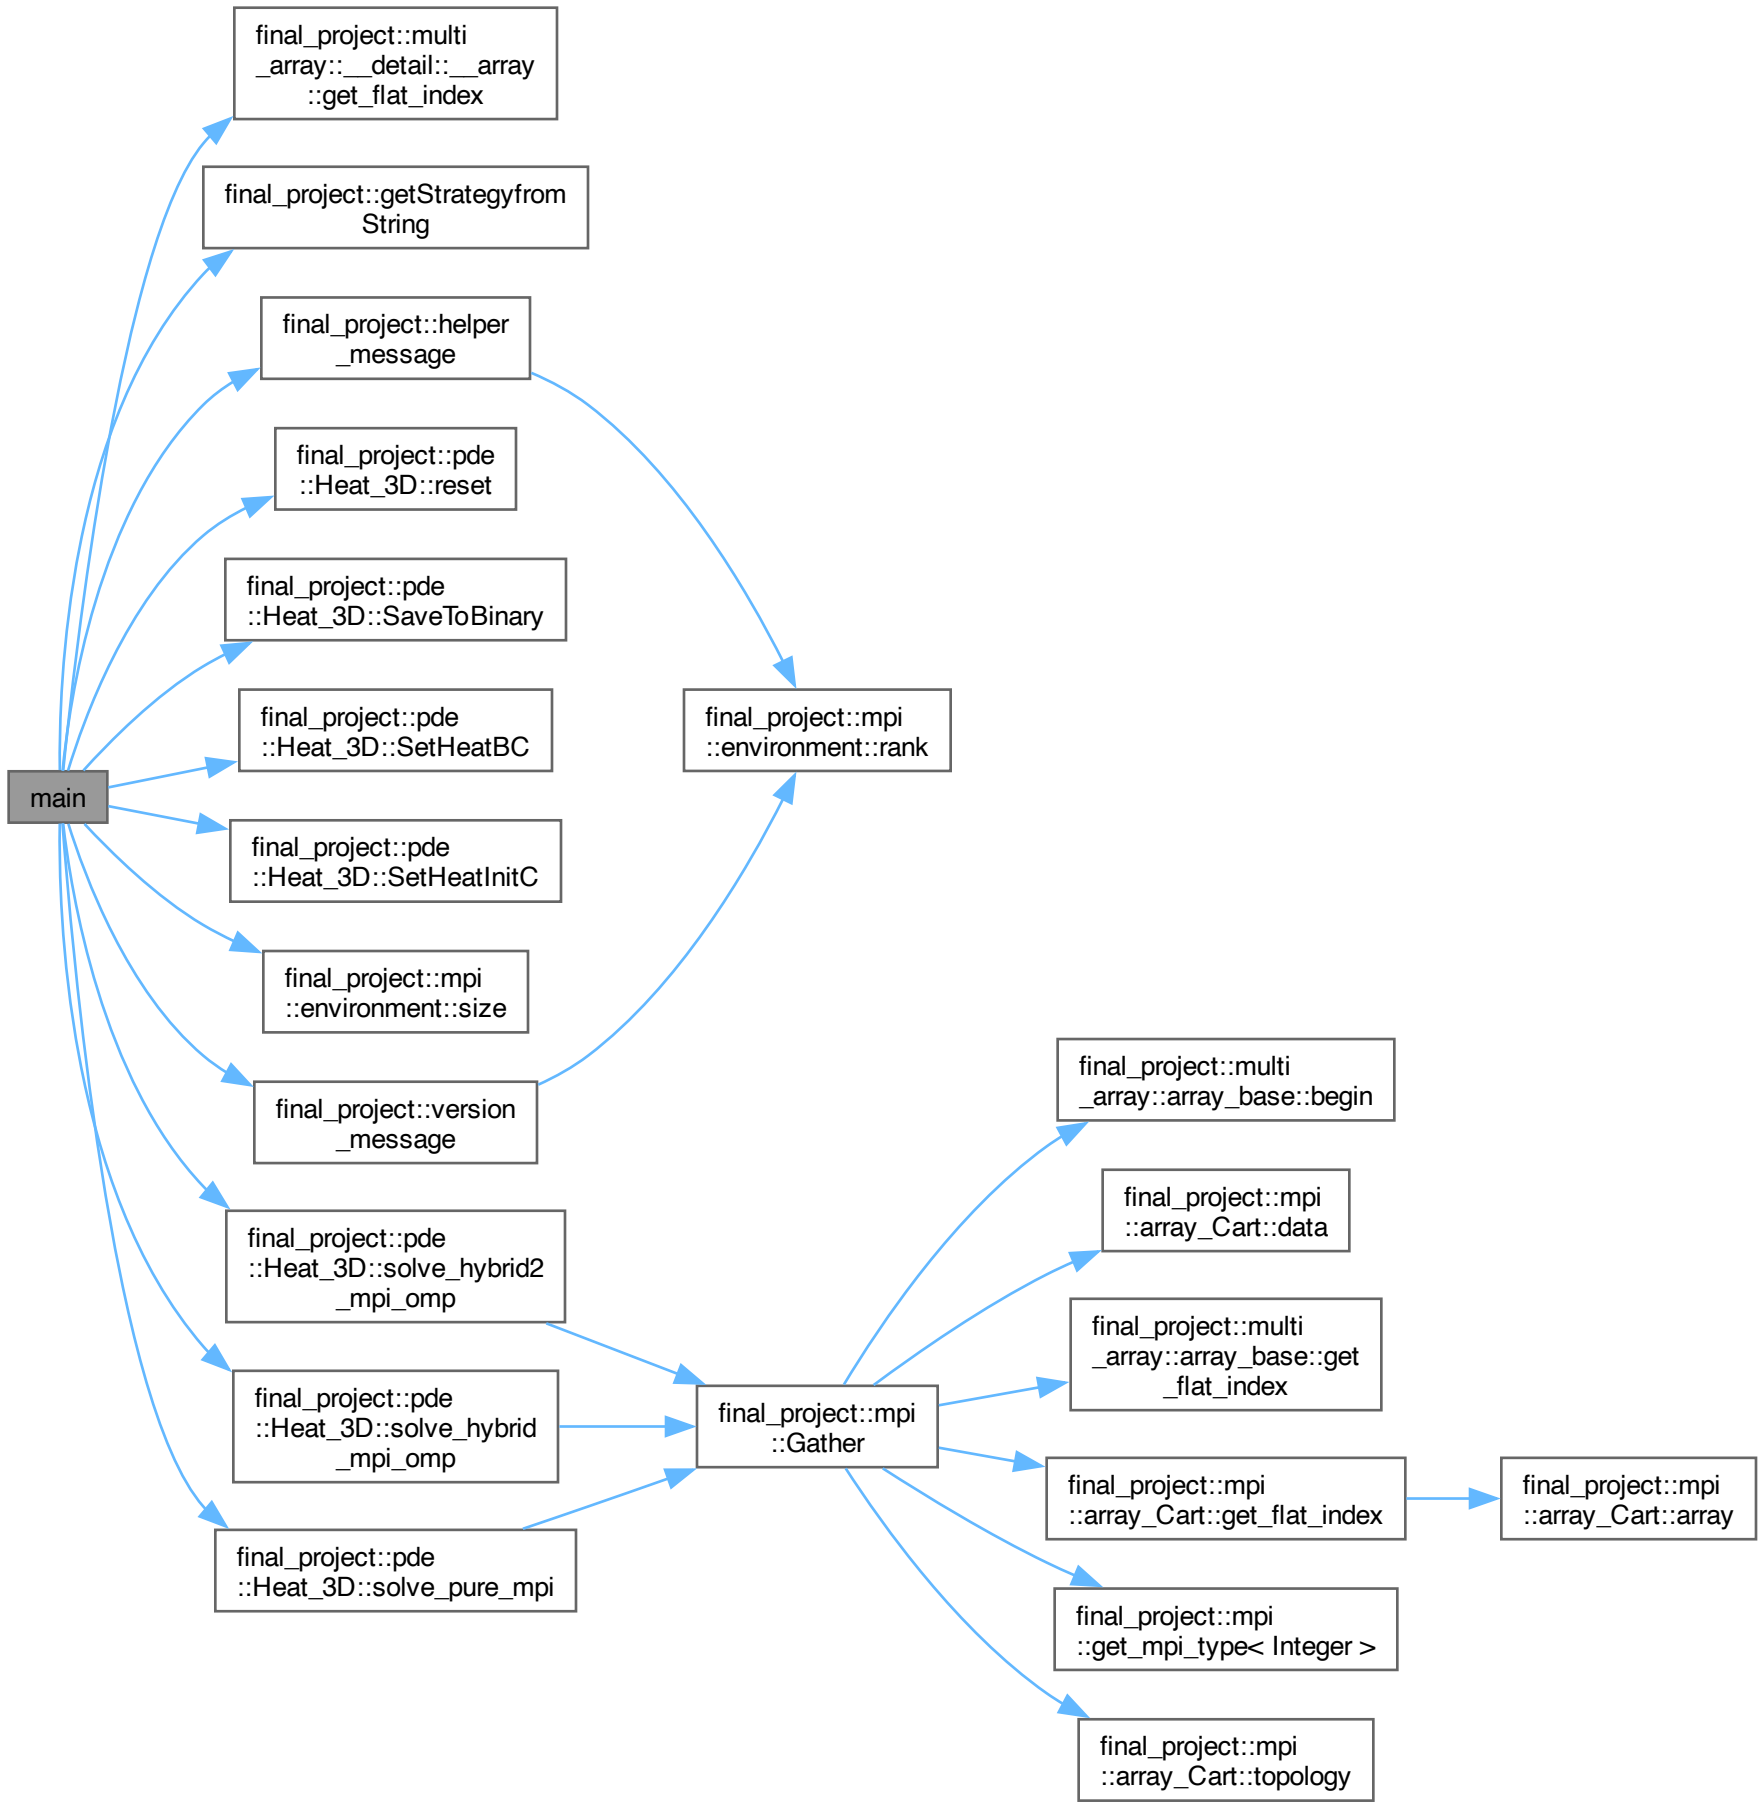 final_project::multi
_array::__detail::__array
::get_flat_index
final_project::getStrategyfrom
String
final_project::helper
_message
final_project::pde
::Heat_3D::reset
final_project::pde
::Heat_3D::SaveToBinary
final_project::pde
::Heat_3D::SetHeatBC
main
final_project::pde
::Heat_3D::SetHeatInitC
final_project::mpi
::environment::size
final_project::version
_message
final_project::pde
::Heat_3D::solve_hybrid2
_mpi_omp
final_project::pde
::Heat_3D::solve_hybrid
_mpi_omp
final_project::pde
::Heat_3D::solve_pure_mpi
final_project::mpi
::environment::rank
final_project::mpi
::Gather
final_project::multi
_array::array_base::begin
final_project::mpi
::array_Cart::data
final_project::multi
_array::array_base::get
_flat_index
final_project::mpi
::array_Cart::get_flat_index
final_project::mpi
::get_mpi_type< Integer >
final_project::mpi
::array_Cart::topology
final_project::mpi
::array_Cart::array